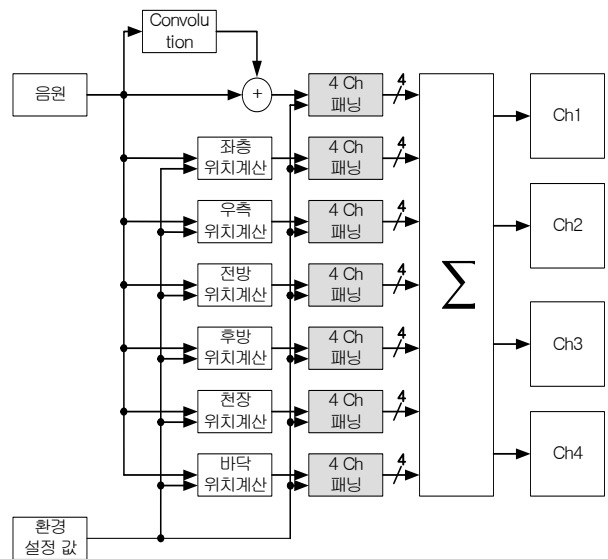 Convolu
tion
음원
+
4 Ch
패닝
4
좌층
위치계산
4 Ch
패닝
4
우측
위치계산
4 Ch
패닝
4
전방
위치계산
4 Ch
패닝
4
후방
위치계산
4 Ch
패닝
4
천장
위치계산
4 Ch
패닝
4
바닥
위치계산
4 Ch
패닝
4
∑
Ch1
Ch2
Ch3
Ch4
환경
설정 값